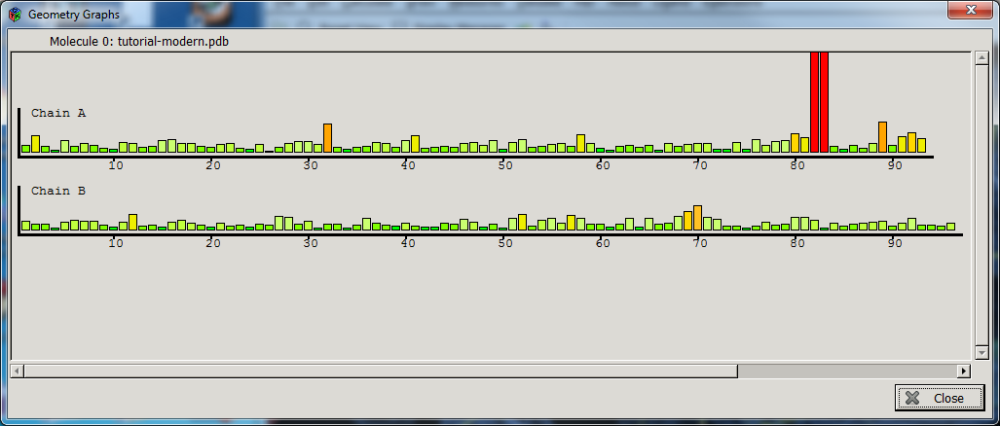 Geometry Graphs
Molecule 0: tutorial-modern.pdb
Chain A
10 20 30 40 50 60 70 80 90
Chain B
10 20 30 40 50 60 70 80 90
Close